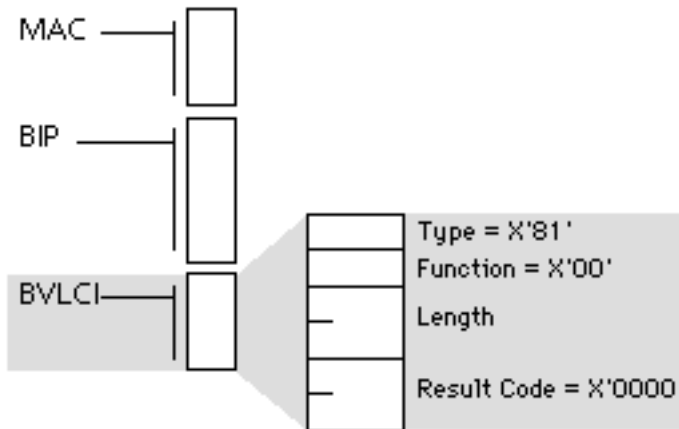 MAC
BIP
BVLCI
Type = X'81'
Function = X'00'
Length
Result Code = X'0000